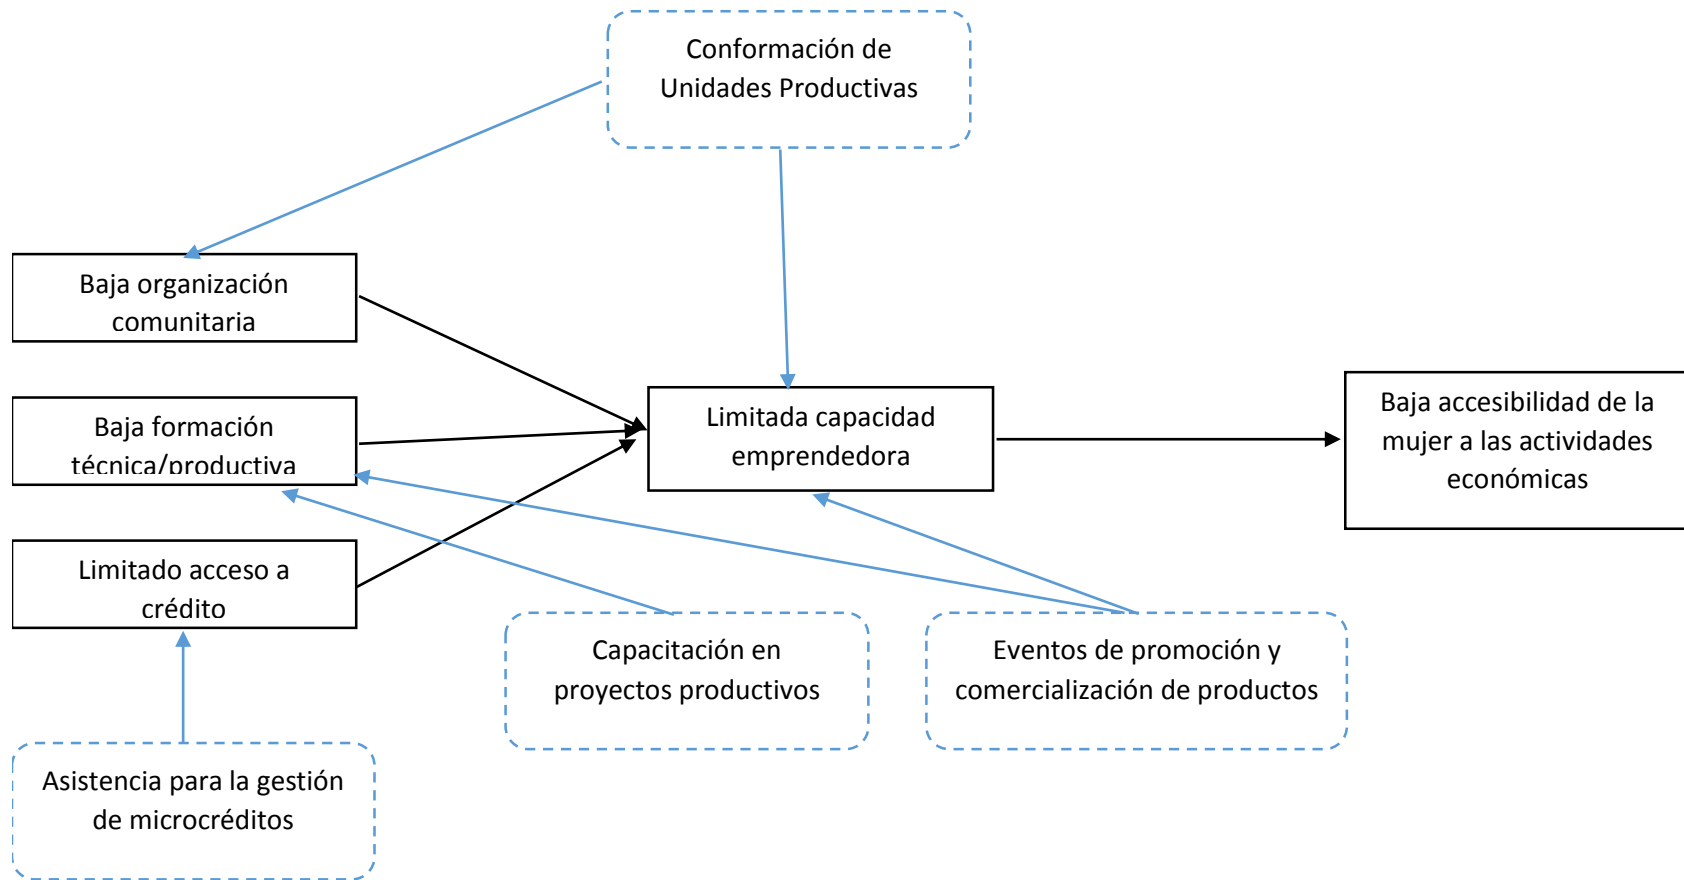 Conformación de
Unidades Productivas
Baja organización
comunitaria
Baja formación
técnica/productiva
Limitado acceso a
crédito
Limitada capacidad
emprendedora
Baja accesibilidad de la
mujer a las actividades
económicas
Capacitación en
proyectos productivos
Eventos de promoción y
comercialización de productos
Asistencia para la gestión
de microcréditos